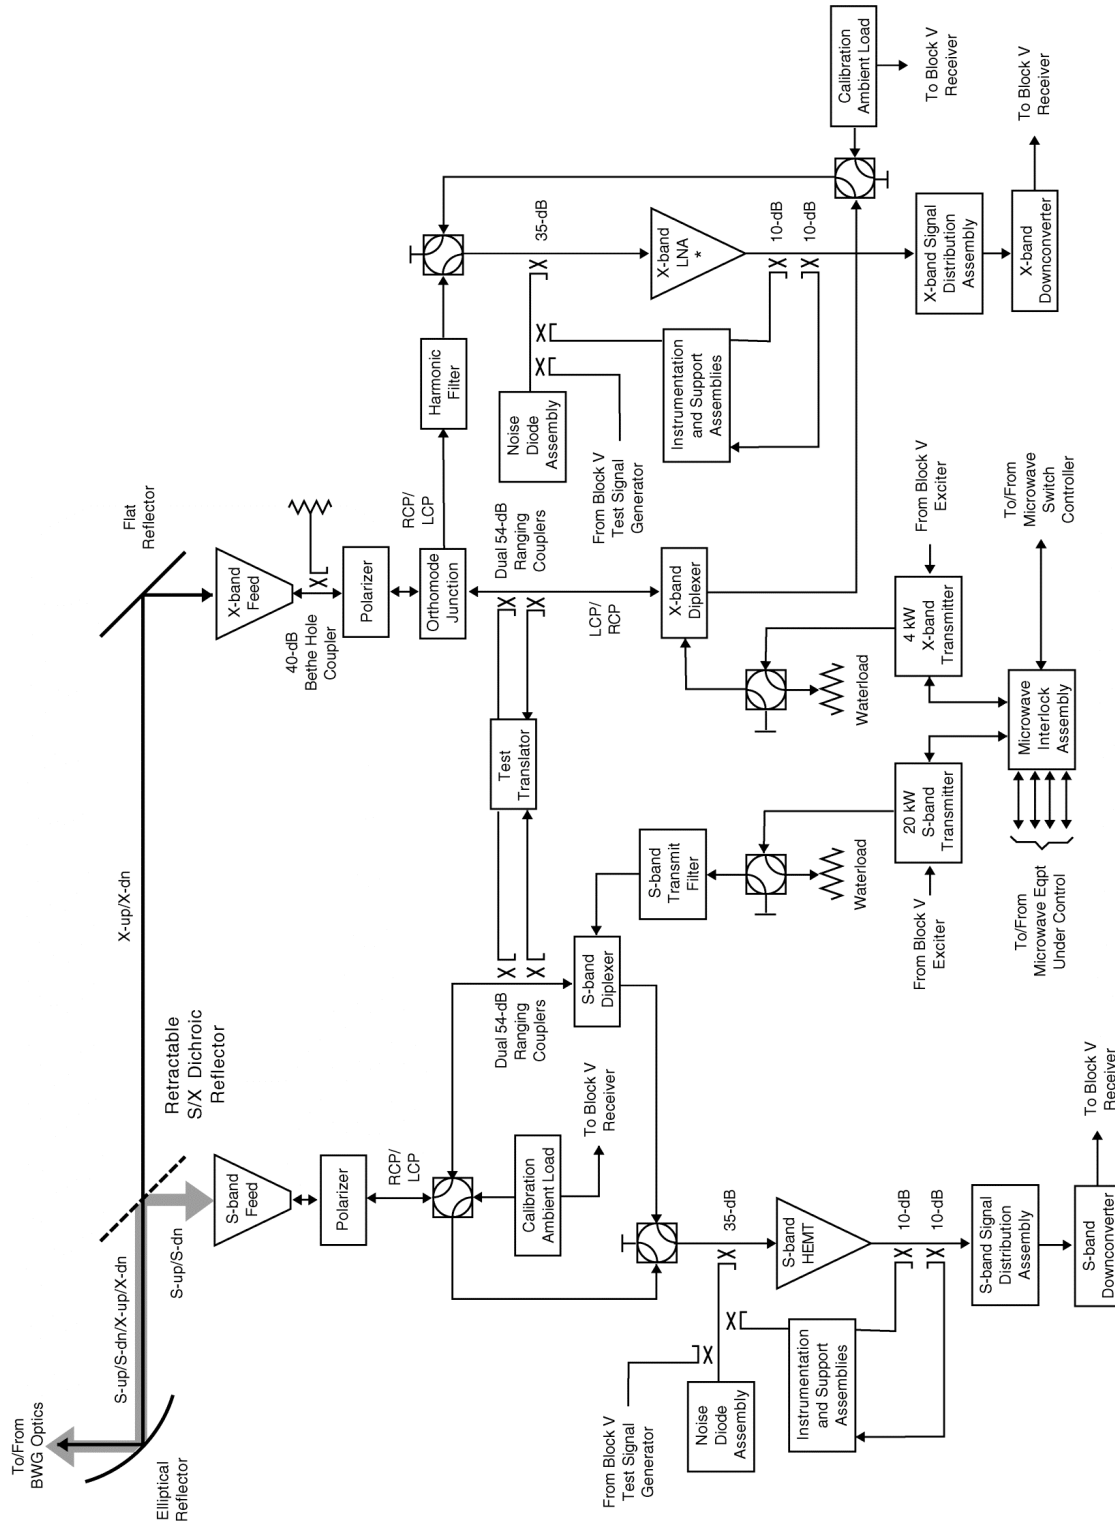 To/From
BWG Optics
Elliptical
Reflector
S-up/S-dn/X-up/X-dn
S-up/S-dn
Retractable
S/X Dichroic
Reflector
X-up/X-dn
Flat
Reflector
S-band
Feed
Polarizer
RCP/
LCP
Calibration
Ambient Load
To Block V
Receiver
Dual 54-dB
Ranging
Couplers
S-band
Diplexer
S-band
Transmit
Filter
Waterload
20 kW
S-band
Transmitter
From Block V
Exciter
35-dB
S-band
HEMT
10-dB
10-dB
From Block V
Test Signal
Generator
Noise
Diode
Assembly
Instrumentation
and Support
Assemblies
S-band Signal
Distribution
Assembly
S-band
Downconverter
To Block V
Receiver
Test
Translator
X-band
Feed
40-dB
Bethe Hole
Coupler
Polarizer
Orthomode
Junction
RCP/
LCP
Harmonic
Filter
Dual 54-dB
Ranging
Couplers
LCP/
RCP
X-band
Diplexer
Waterload
4 kW
X-band
Transmitter
From Block V
Exciter
Microwave
Interlock
Assembly
To/From
Microwave Eqpt
Under Control
To/From
Microwave
Switch
Controller
35-dB
Noise
Diode
Assembly
From Block V
Test Signal
Generator
X-band
LNA
*
Instrumentation
and Support
Assemblies
10-dB
10-dB
Calibration
Ambient Load
To Block V
Receiver
X-band Signal
Distribution
Assembly
X-band
Downconverter
To Block V
Receiver